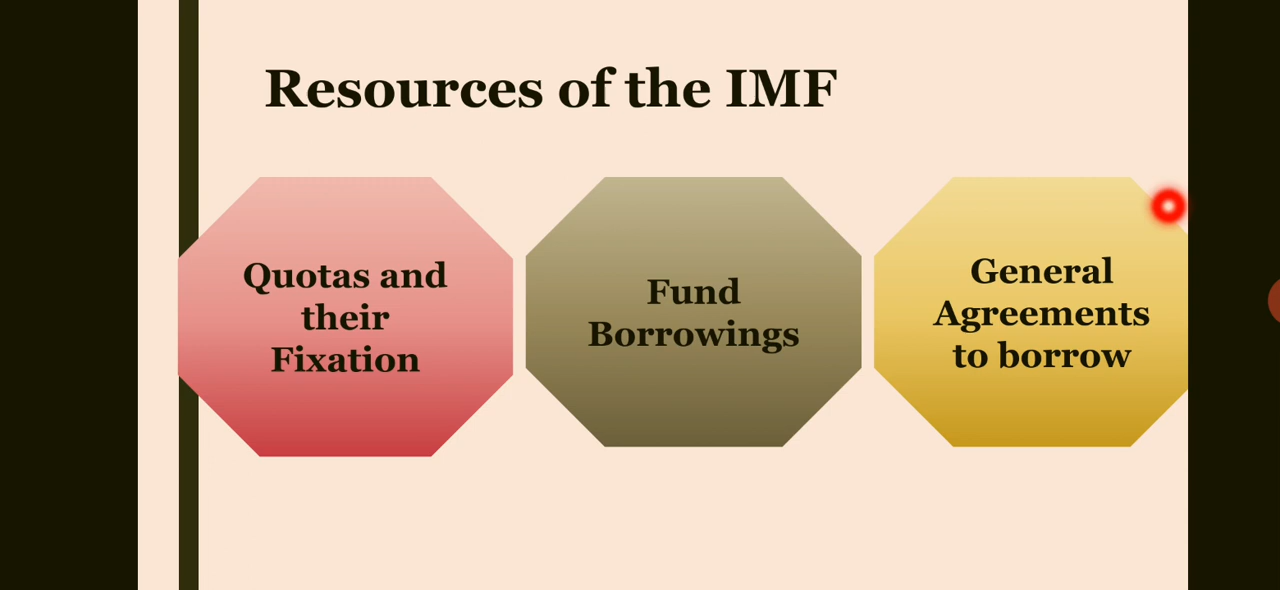 Resources of the IMF
Quotas and
their
Fixation
Fund
Borrowings
General
Agreements
to borrow